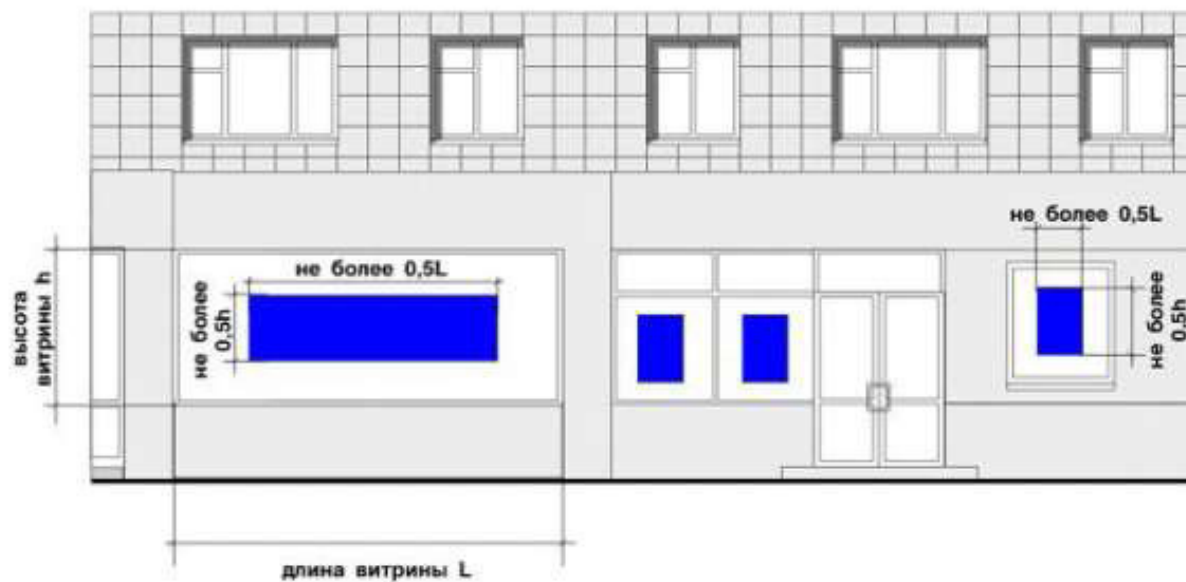 не более 0,5L
не более 0,5L
не более
0,5h
не более
0,5h
высота
витрины h
длина витрины L